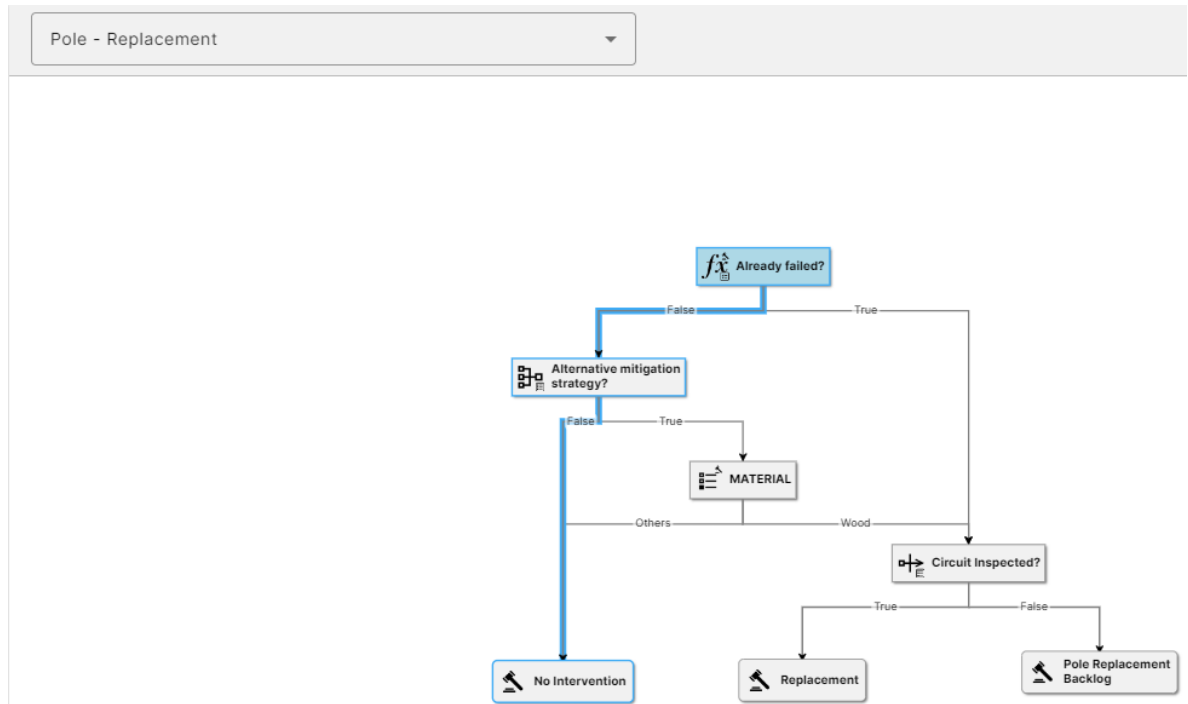 Pole - Replacement
fx Already failed?
False
True
Alternative mitigation
strategy?
False
True
MATERIAL
Others
Wood
Circuit Inspected?
True
False
No Intervention
Replacement
Pole Replacement
Backlog